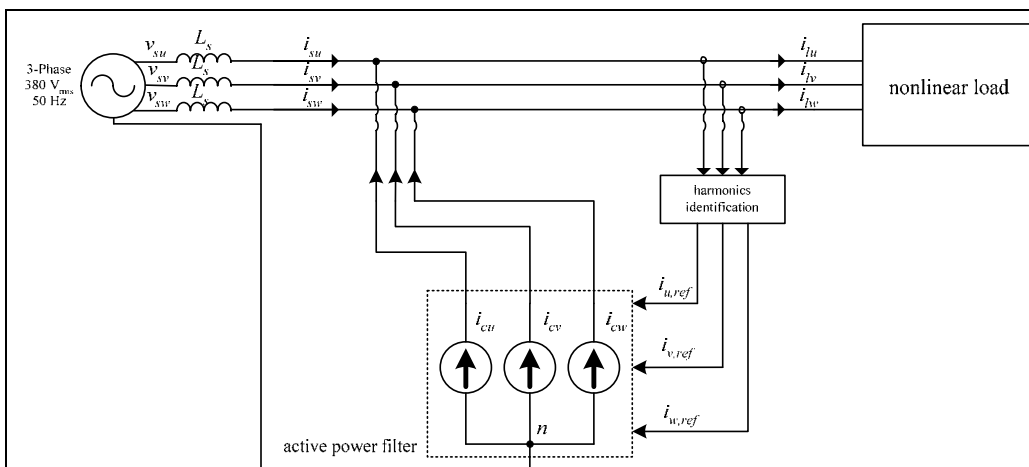 3-Phase
380 V_rms
50 Hz
v_su
v_sv
v_sw
L_s
L_s
L_s
i_su
i_sv
i_sw
i_lu
i_lv
i_lw
nonlinear load
harmonics
identification
i_u,ref
i_v,ref
i_w,ref
i_cu
i_cv
i_cw
n
active power filter